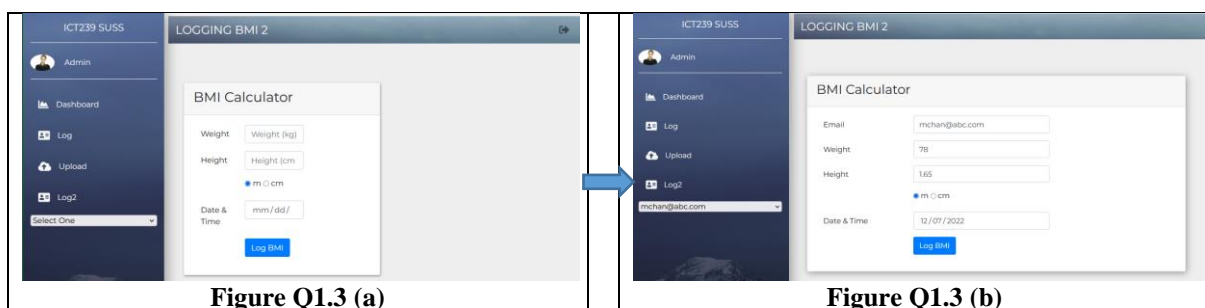 ICT239 SUSS
LOGGING BMI 2
Admin
Dashboard
Log
Upload
Log2
Select One
BMI Calculator
Weight
Weight (kg)
Height
Height (cm
m cm
Date &
Time
mm/dd/
Log BMI
Figure Q1.3 (a)
ICT239 SUSS
LOGGING BMI 2
Admin
Dashboard
Log
Upload
Log2
mchan@abc.com
BMI Calculator
Email
mchan@abc.com
Weight
78
Height
1.65
m cm
Date & Time
12/07/2022
Log BMI
Figure Q1.3 (b)